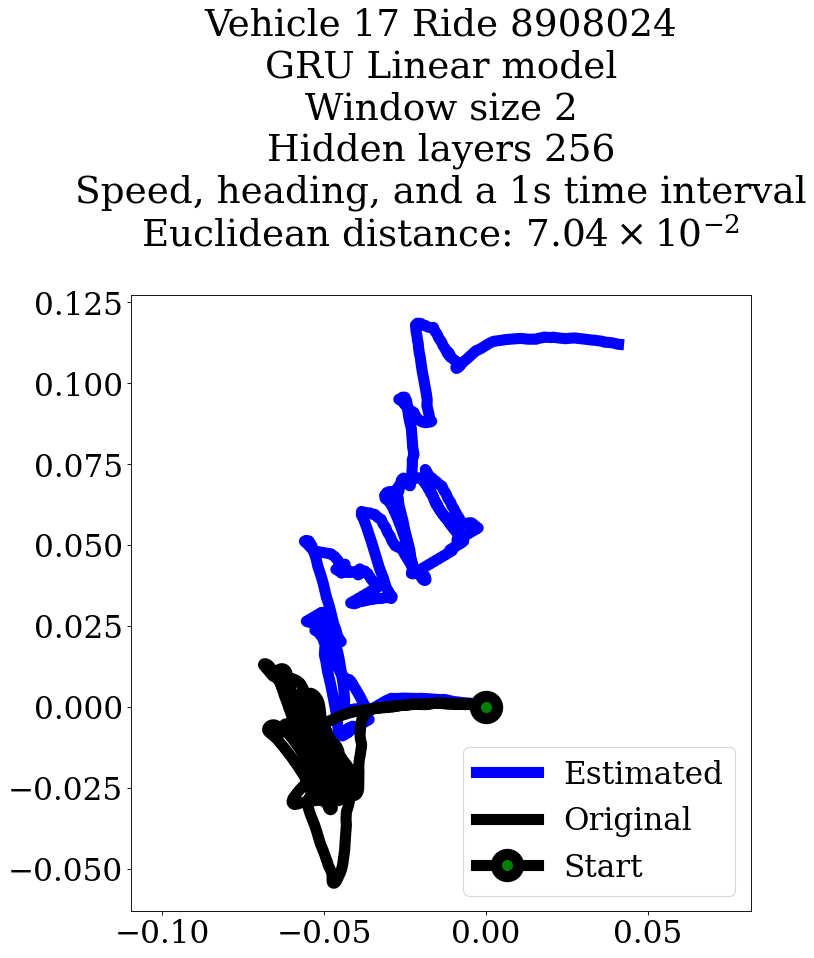 Vehicle 17 Ride 8908024
GRU Linear model
Window size 2
Hidden layers 256
Speed, heading, and a 1s time interval
Euclidean distance: 7.04 × 10⁻²
0.125
0.100
0.075
0.050
0.025
0.000
−0.025
−0.050
Estimated
Original
Start
−0.10
−0.05
0.00
0.05